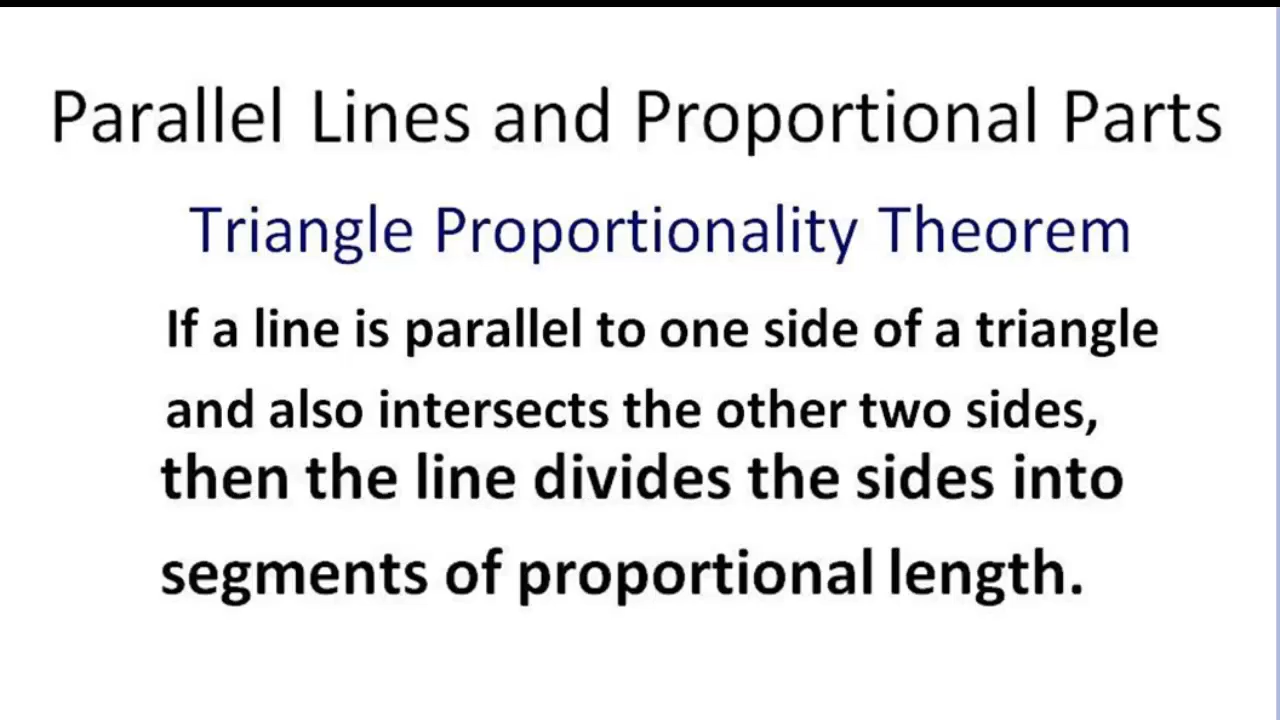 Parallel Lines and Proportional Parts
Triangle Proportionality Theorem
If a line is parallel to one side of a triangle
and also intersects the other two sides,
then the line divides the sides into
segments of proportional length.